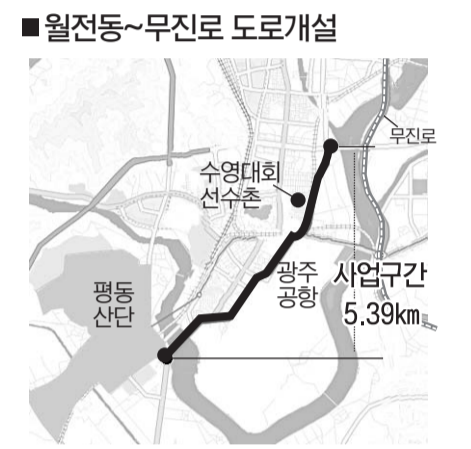 ■ 월전동~무진로 도로개설
무진로
수영대회
선수촌
광주
공항
사업구간
5.39km
평동
산단